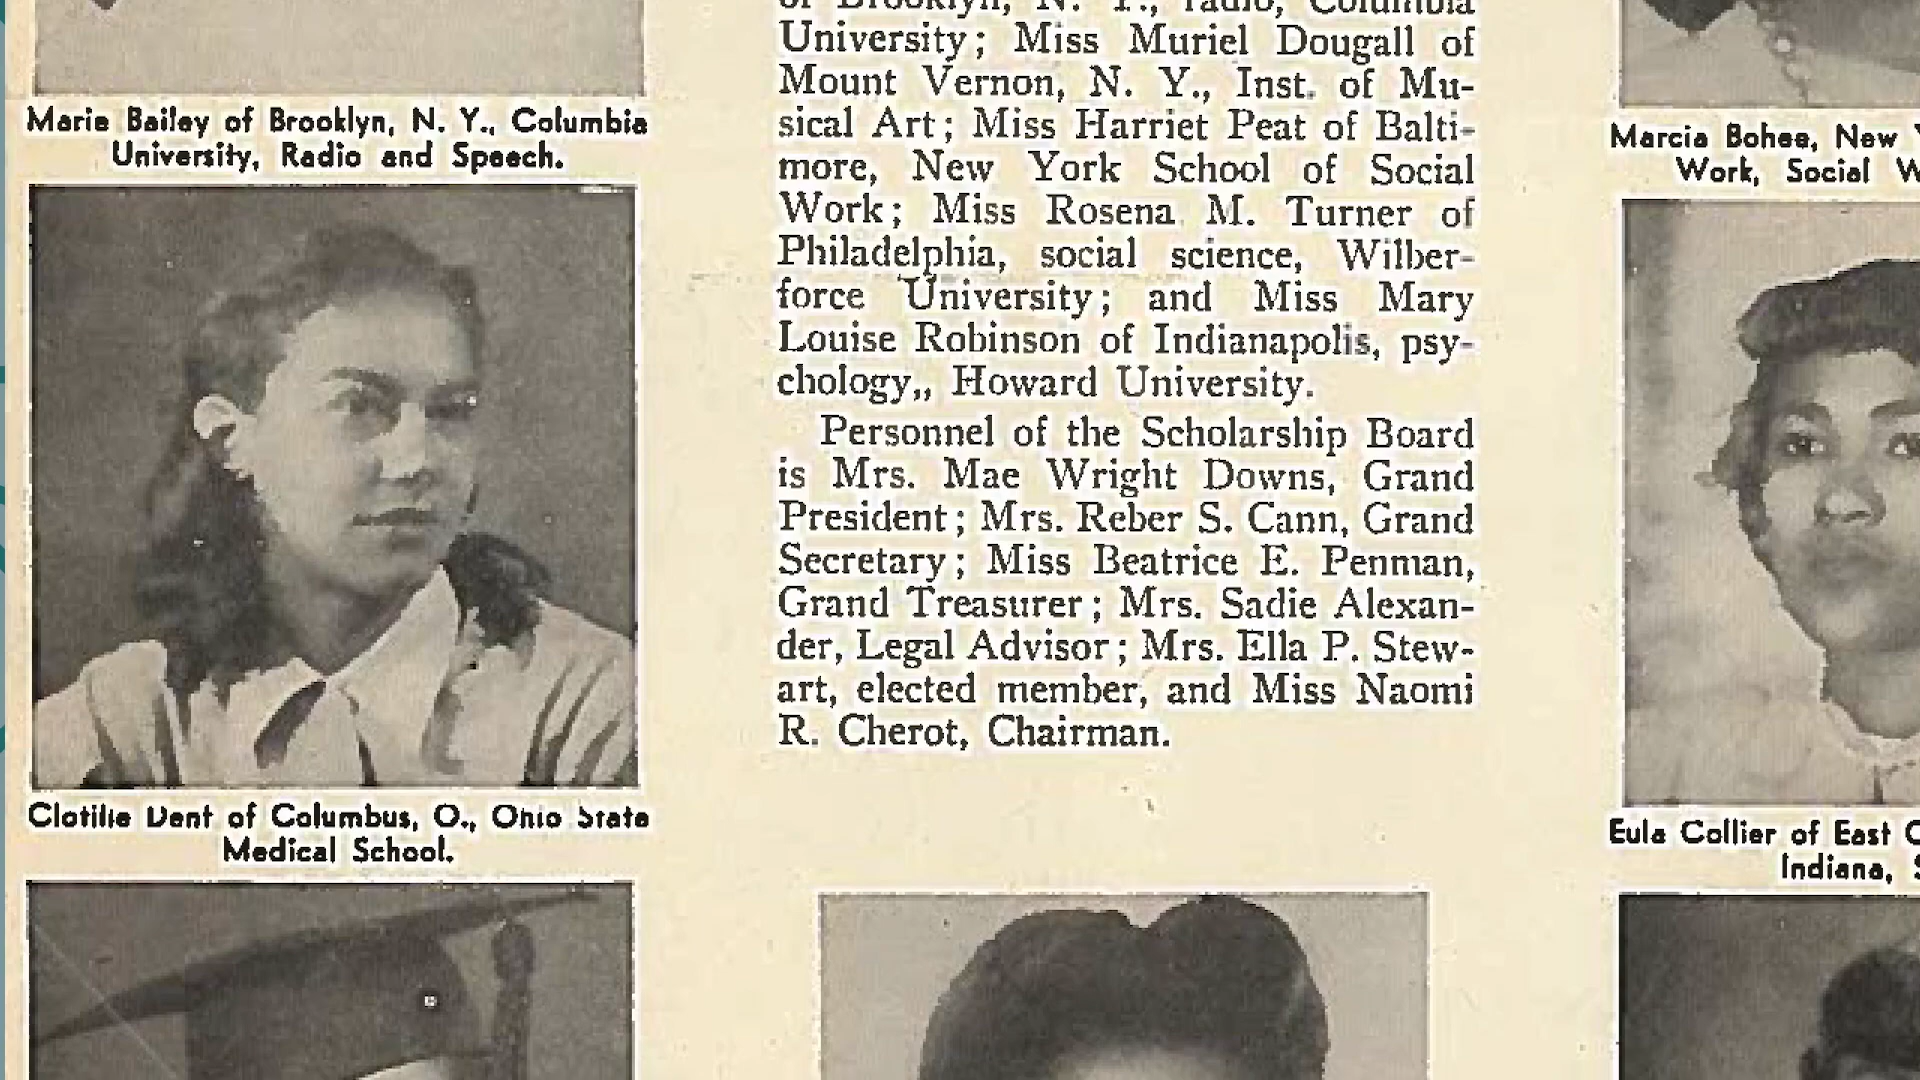 Marie Bailey of Brooklyn, N. Y., Columbia
University, Radio and Speech.
Clotilie Dent of Columbus, O., Ohio State
Medical School.
of Brooklyn, N. Y., radio, Columbia
University; Miss Muriel Dougall of
Mount Vernon, N. Y., Inst. of Mu-
sical Art; Miss Harriet Peat of Balti-
more, New York School of Social
Work; Miss Rosena M. Turner of
Philadelphia, social science, Wilber-
force University; and Miss Mary
Louise Robinson of Indianapolis, psy-
chology,, Howard University.
Personnel of the Scholarship Board
is Mrs. Mae Wright Downs, Grand
President; Mrs. Reber S. Cann, Grand
Secretary; Miss Beatrice E. Penman,
Grand Treasurer; Mrs. Sadie Alexan-
der, Legal Advisor; Mrs. Ella P. Stew-
art, elected member, and Miss Naomi
R. Cherot, Chairman.
Marcia Bohee, New
Work, Social
Eula Collier of East
Indiana,